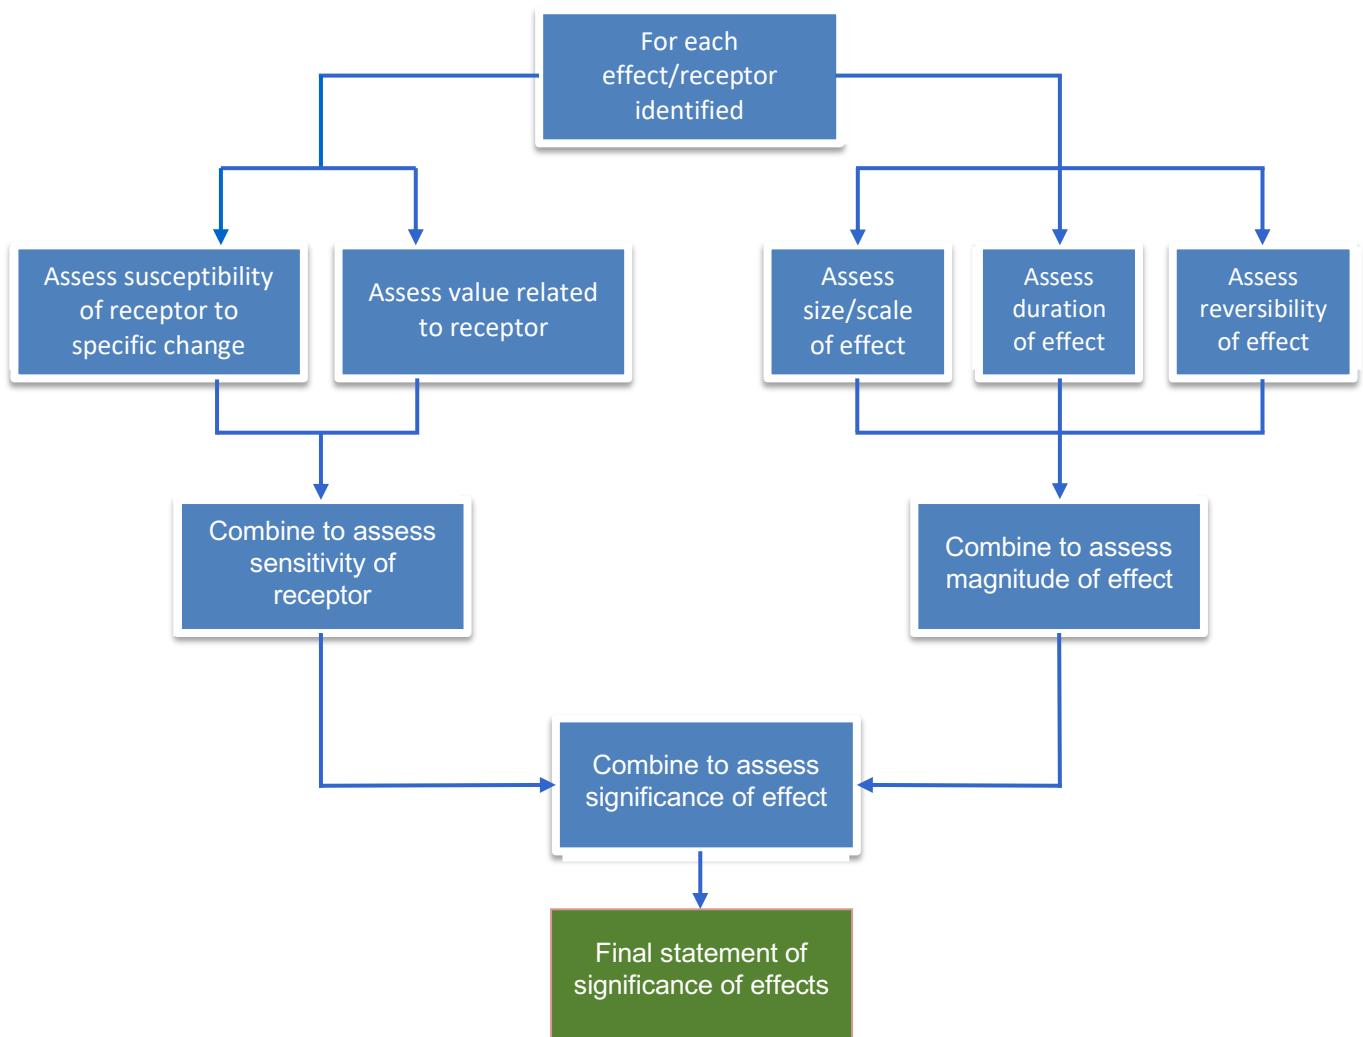 For each
effect/receptor
identified
Assess susceptibility
of receptor to
specific change
Assess value related
to receptor
Assess
size/scale
of effect
Assess
duration
of effect
Assess
reversibility
of effect
Combine to assess
sensitivity of
receptor
Combine to assess
magnitude of effect
Combine to assess
significance of effect
Final statement of
significance of effects